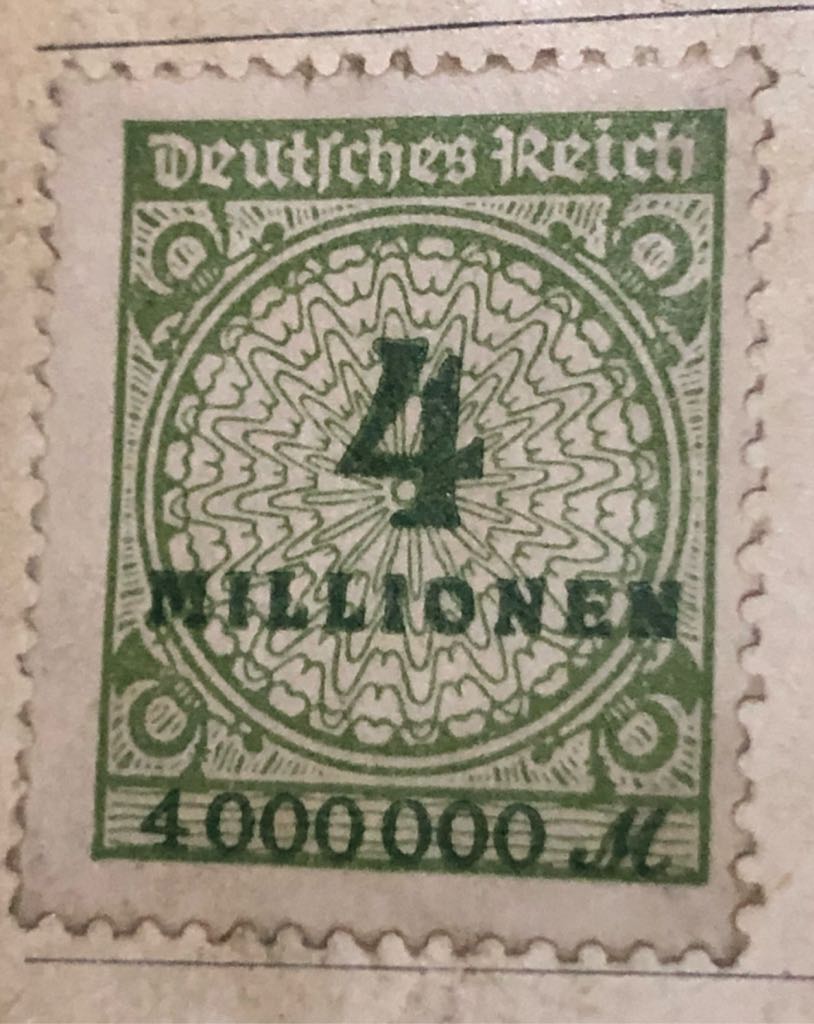 Deutſches Reich
4
MILLIONEN
4000000 M.